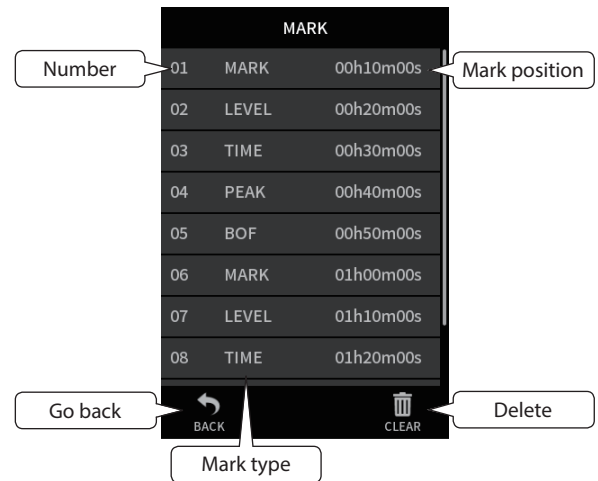 MARK
Number
01 MARK 00h10m00s
Mark position
02 LEVEL 00h20m00s
03 TIME 00h30m00s
04 PEAK 00h40m00s
05 BOF 00h50m00s
06 MARK 01h00m00s
07 LEVEL 01h10m00s
08 TIME 01h20m00s
Go back
BACK
CLEAR
Delete
Mark type